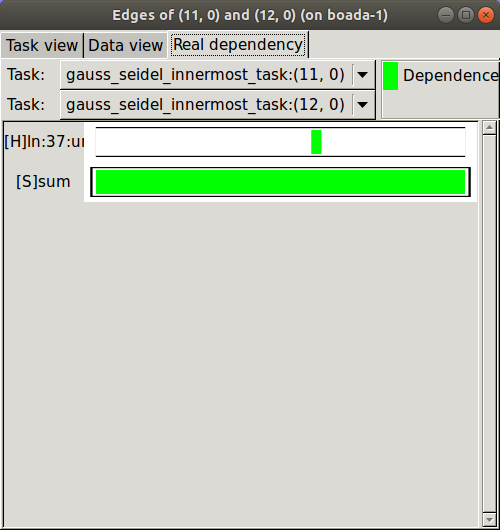 Edges of (11, 0) and (12, 0) (on boada-1)
Task view Data view Real dependency
Task: gauss_seidel_innermost_task:(11, 0) Dependence
Task: gauss_seidel_innermost_task:(12, 0)
[H]ln:37:ur
[S]sum